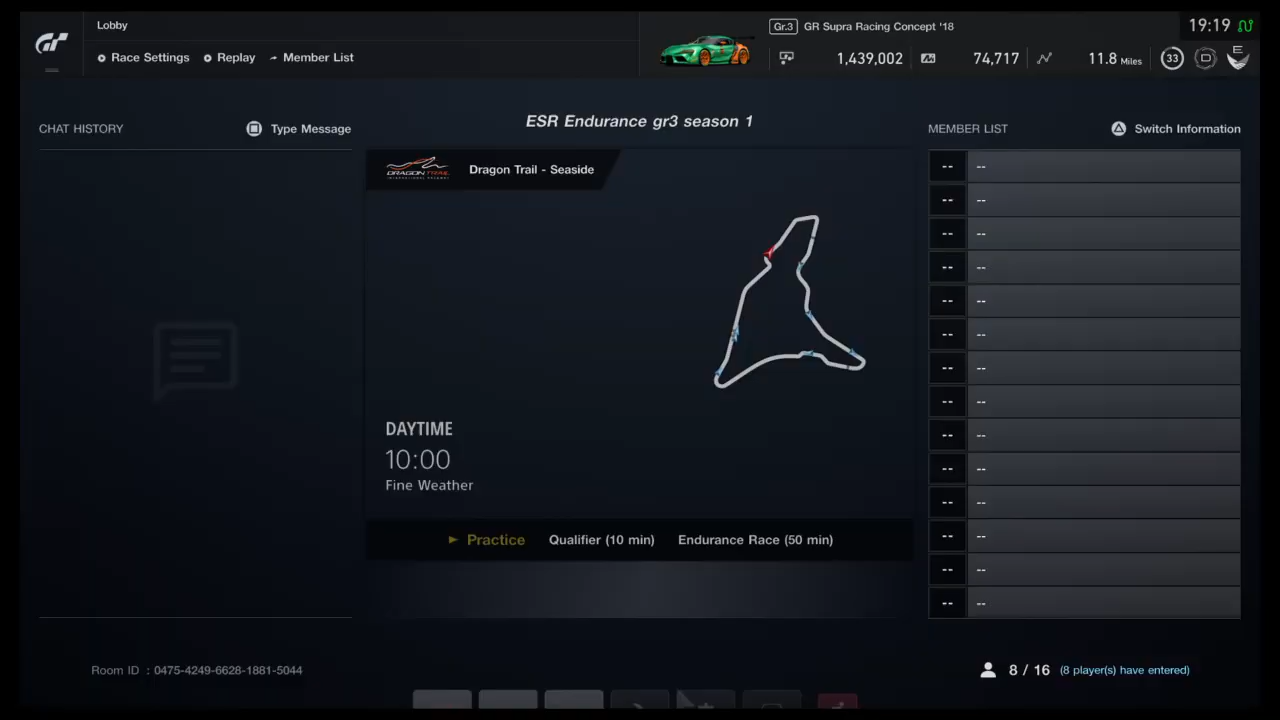 Lobby
Race Settings Replay Member List
Gr.3 GR Supra Racing Concept '18
19:19
1,439,002 74,717 11.8 Miles 33 D E
CHAT HISTORY Type Message
ESR Endurance gr3 season 1
MEMBER LIST Switch Information
DRAGON TRAIL Dragon Trail - Seaside
-- --
-- --
-- --
-- --
-- --
-- --
-- --
-- --
-- --
-- --
-- --
-- --
-- --
-- --
DAYTIME
10:00
Fine Weather
Practice Qualifier (10 min) Endurance Race (50 min)
Room ID : 0475-4249-6628-1881-5044
8 / 16 (8 player(s) have entered)